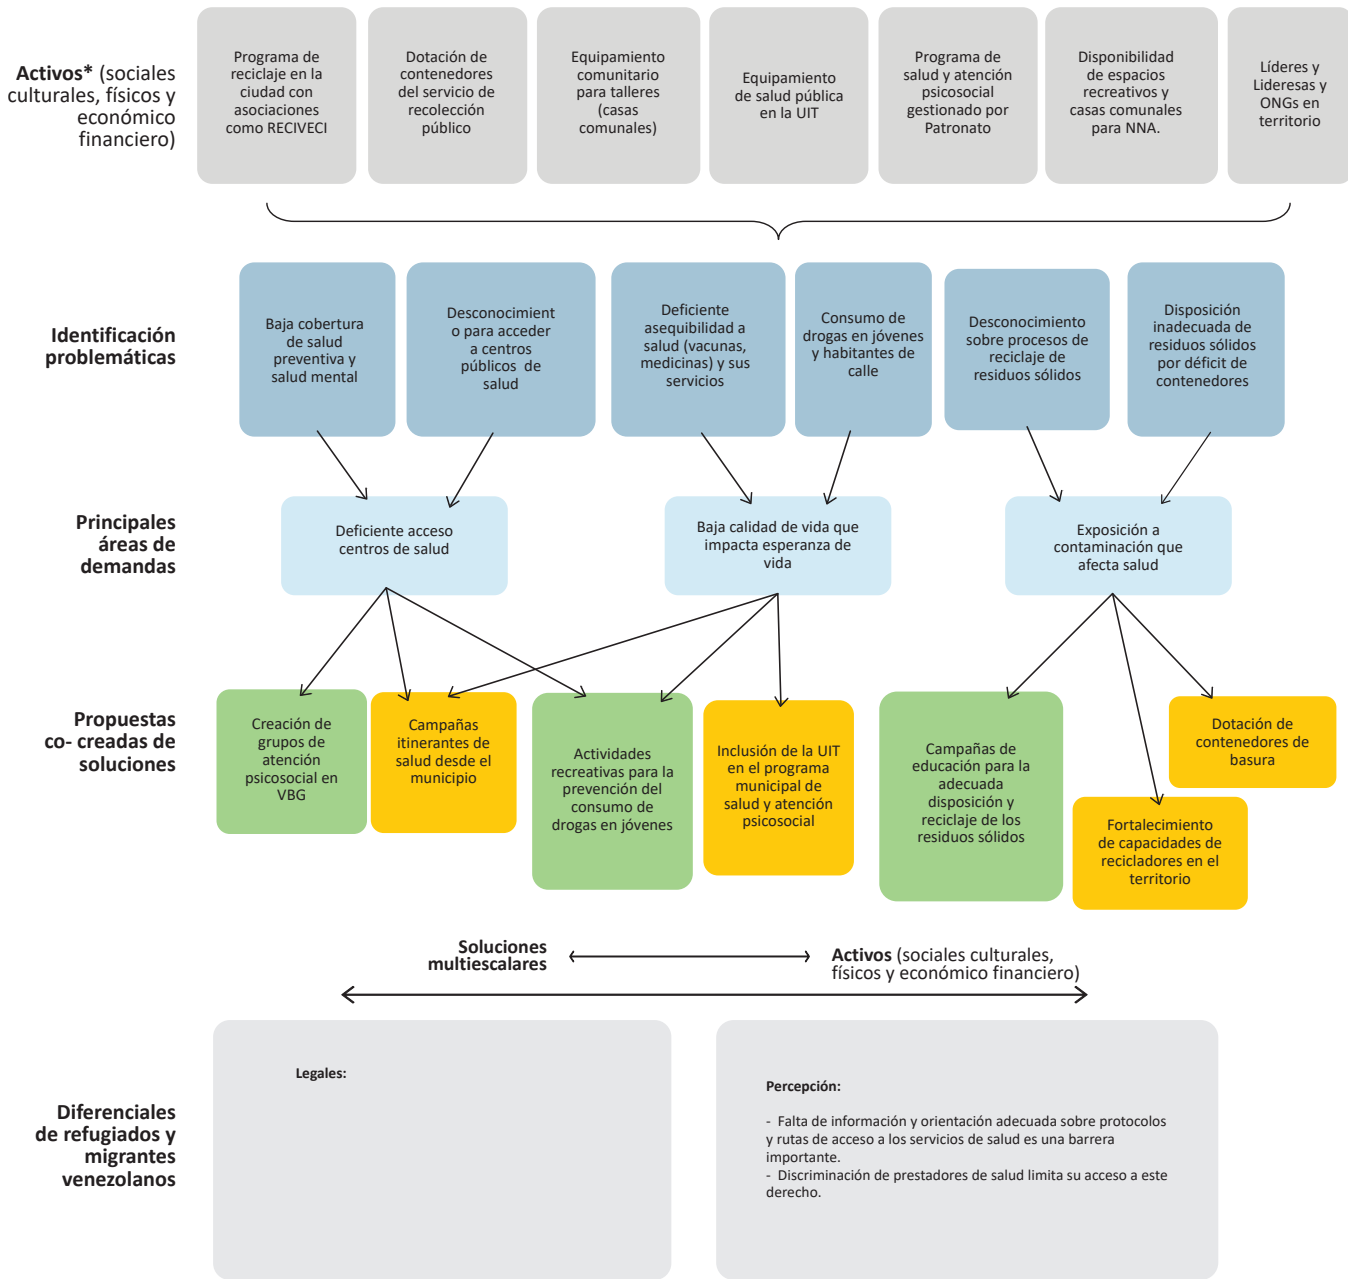 Activos* (sociales
culturales, físicos y
económico
financiero)
Programa de
reciclaje en la
ciudad con
asociaciones
como RECIVECI
Dotación de
contenedores
del servicio de
recolección
público
Equipamiento
comunitario
para talleres
(casas
comunales)
Equipamiento
de salud pública
en la UIT
Programa de
salud y atención
psicosocial
gestionado por
Patronato
Disponibilidad
de espacios
recreativos y
casas comunales
para NNA.
Líderes y
Lideresas y
ONGs en
territorio
Identificación
problemáticas
Baja cobertura
de salud
preventiva y
salud mental
Desconocimient
o para acceder
a centros
públicos de
salud
Deficiente
asequibilidad a
salud (vacunas,
medicinas) y sus
servicios
Consumo de
drogas en jóvenes
y habitantes de
calle
Desconocimiento
sobre procesos de
reciclaje de
residuos sólidos
Disposición
inadecuada de
residuos sólidos
por déficit de
contenedores
Principales
áreas de
demandas
Deficiente acceso
centros de salud
Baja calidad de vida que
impacta esperanza de
vida
Exposición a
contaminación que
afecta salud
Propuestas
co- creadas de
soluciones
Creación de
grupos de
atención
psicosocial en
VBG
Campañas
itinerantes de
salud desde el
municipio
Actividades
recreativas para la
prevención del
consumo de
drogas en jóvenes
Inclusión de la UIT
en el programa
municipal de
salud y atención
psicosocial
Campañas de
educación para la
adecuada
disposición y
reciclaje de los
residuos sólidos
Fortalecimiento
de capacidades de
recicladores en el
territorio
Dotación de
contenedores de
basura
Soluciones
multiescalares
Activos (sociales culturales,
físicos y económico financiero)
Diferenciales
de refugiados y
migrantes
venezolanos
Legales:
Percepción:
- Falta de información y orientación adecuada sobre protocolos
y rutas de acceso a los servicios de salud es una barrera
importante.
- Discriminación de prestadores de salud limita su acceso a este
derecho.